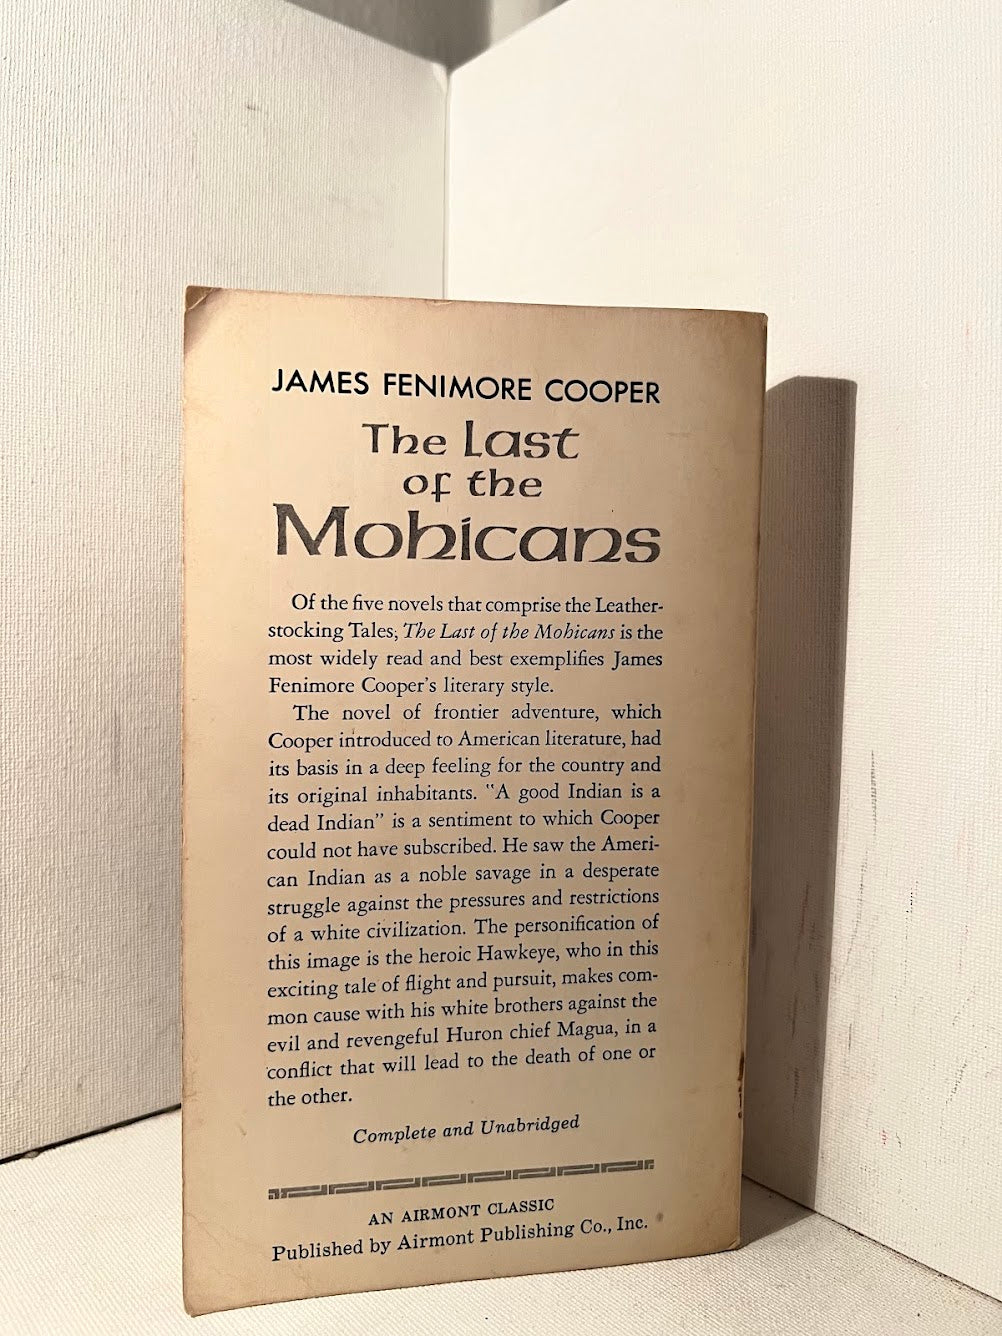 JAMES FENIMORE COOPER
The Last
of the
Mohicans
Of the five novels that comprise the Leather-
stocking Tales, The Last of the Mohicans is the
most widely read and best exemplifies James
Fenimore Cooper's literary style.
The novel of frontier adventure, which
Cooper introduced to American literature, had
its basis in a deep feeling for the country and
its original inhabitants. "A good Indian is a
dead Indian" is a sentiment to which Cooper
could not have subscribed. He saw the Ameri-
can Indian as a noble savage in a desperate
struggle against the pressures and restrictions
of a white civilization. The personification of
this image is the heroic Hawkeye, who in this
exciting tale of flight and pursuit, makes com-
mon cause with his white brothers against the
evil and revengeful Huron chief Magua, in a
conflict that will lead to the death of one or
the other.
Complete and Unabridged
AN AIRMONT CLASSIC
Published by Airmont Publishing Co., Inc.